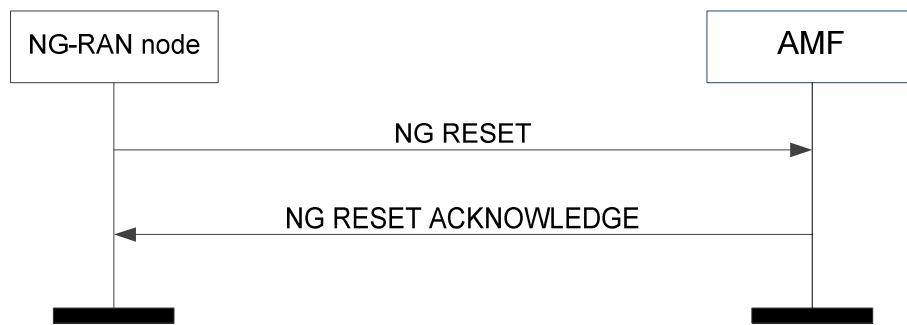 NG-RAN node
AMF
NG RESET
NG RESET ACKNOWLEDGE